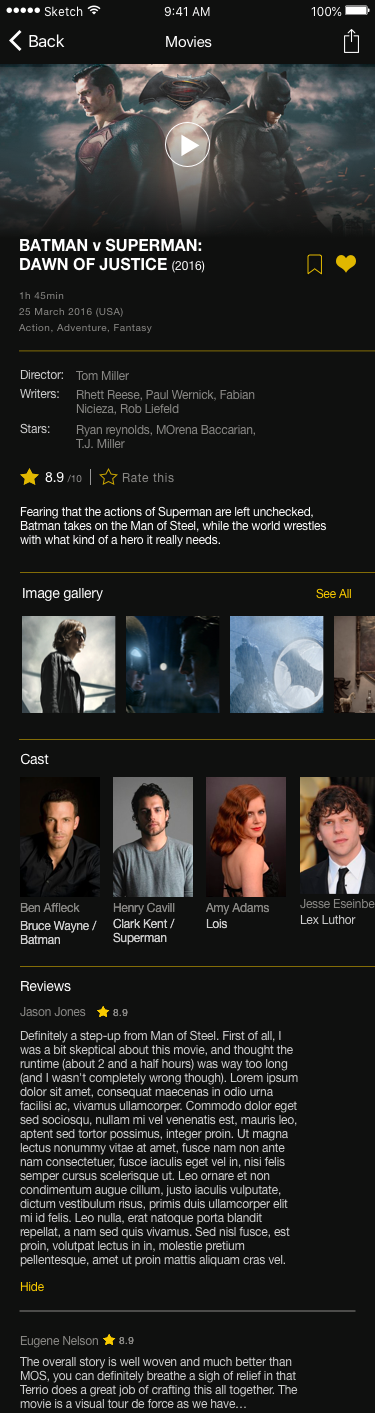 Sketch 9:41 AM 100%
Back Movies
BATMAN v SUPERMAN:
DAWN OF JUSTICE (2016)
1h 45min
25 March 2016 (USA)
Action, Adventure, Fantasy
Director: Tom Miller
Writers: Rhett Reese, Paul Wernick, Fabian
Nicieza, Rob Liefeld
Stars: Ryan reynolds, MOrena Baccarian,
T.J. Miller
8.9 /10 Rate this
Fearing that the actions of Superman are left unchecked,
Batman takes on the Man of Steel, while the world wrestles
with what kind of a hero it really needs.
Image gallery See All
Cast
Ben Affleck Henry Cavill Amy Adams Jesse Eseinbe
Bruce Wayne / Clark Kent / Lois Lex Luthor
Batman Superman
Reviews
Jason Jones 8.9
Definitely a step-up from Man of Steel. First of all, I
was a bit skeptical about this movie, and thought the
runtime (about 2 and a half hours) was way too long
(and I wasn't completely wrong though). Lorem ipsum
dolor sit amet, consequat maecenas in odio urna
facilisi ac, vivamus ullamcorper. Commodo dolor eget
sed sociosqu, nullam mi vel venenatis est, mauris leo,
aptent sed tortor possimus, integer proin. Ut magna
lectus nonummy vitae at amet, fusce nam non ante
nam consectetuer, fusce iaculis eget vel in, nisi felis
semper cursus scelerisque ut. Leo ornare et non
condimentum augue cillum, justo iaculis vulputate,
dictum vestibulum risus, primis duis ullamcorper elit
mi id felis. Leo nulla, erat natoque porta blandit
repellat, a nam sed quis vivamus. Sed nisl fusce, est
proin, volutpat lectus in in, molestie pretium
pellentesque, amet ut proin mattis aliquam cras vel.
Hide
Eugene Nelson 8.9
The overall story is well woven and much better than
MOS, you can definitely breathe a sigh of relief in that
Terrio does a great job of crafting this all together. The
movie is a visual tour de force as we have…